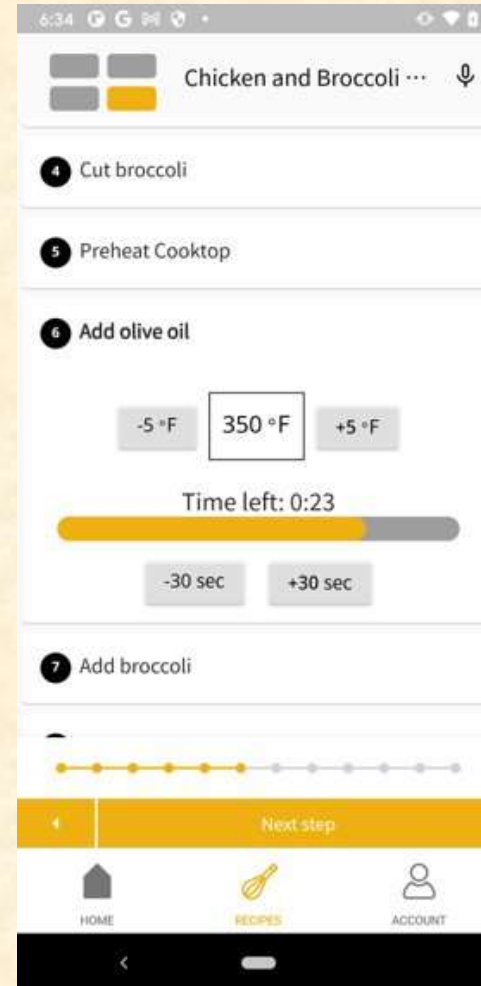 6:34
Chicken and Broccoli ···
4 Cut broccoli
5 Preheat Cooktop
6 Add olive oil
-5 °F 350 °F +5 °F
Time left: 0:23
-30 sec +30 sec
7 Add broccoli
Next step
HOME RECIPES ACCOUNT